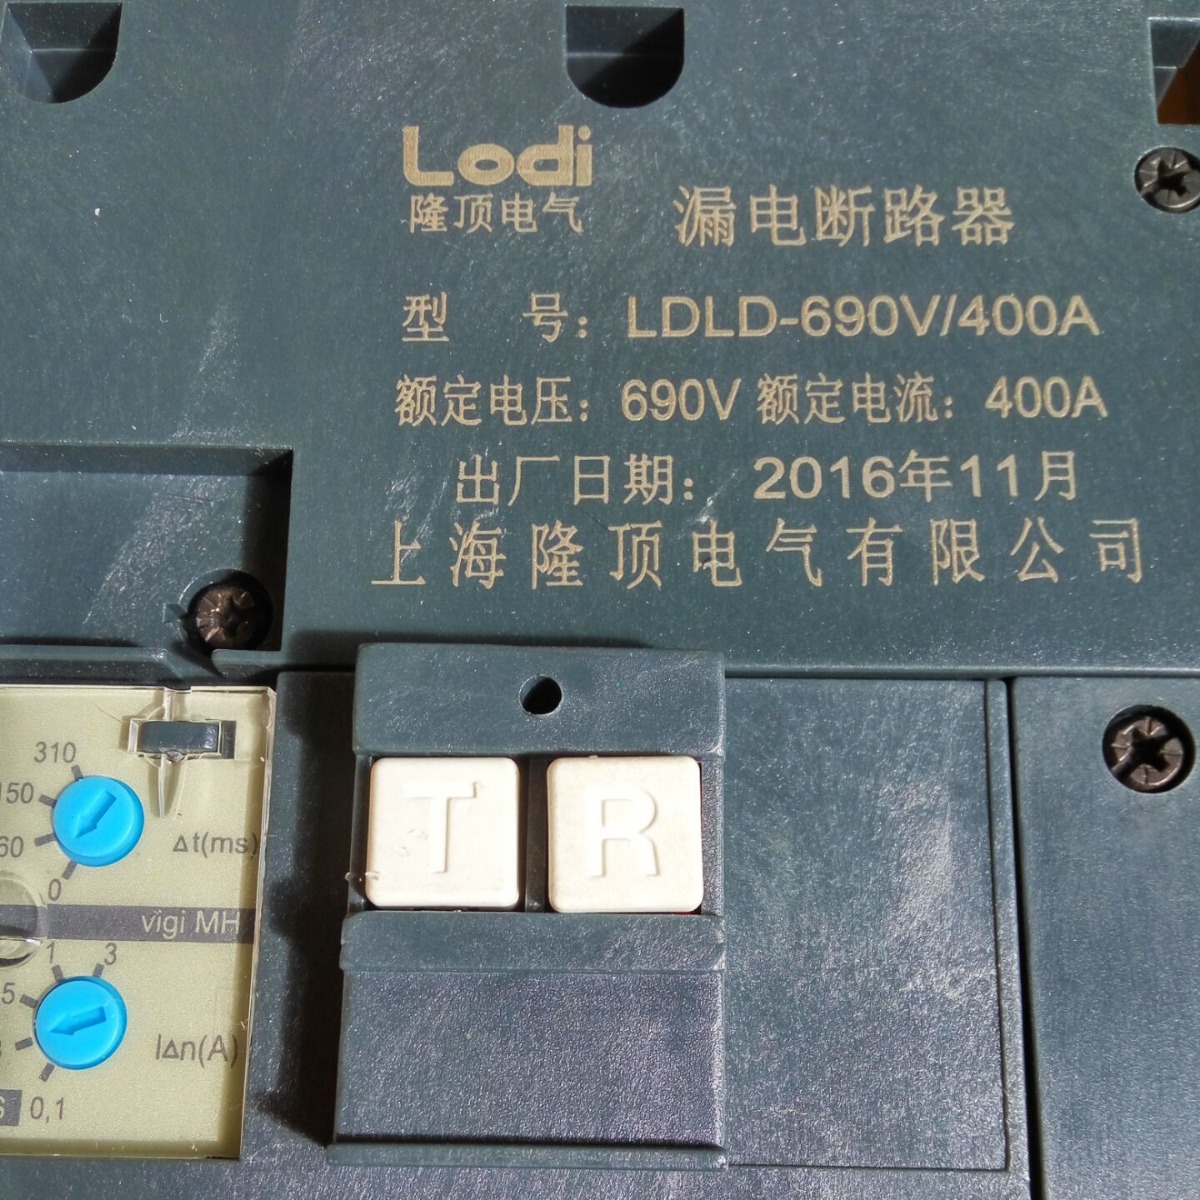 Lodi
隆顶电气
漏电断路器
型 号：LDLD-690V/400A
额定电压：690V 额定电流：400A
出厂日期： 2016年11月
上海隆顶电气有限公司
310
150
60
0
Δt(ms)
T
R
vigi MH
1
3
IΔn(A)
0,1